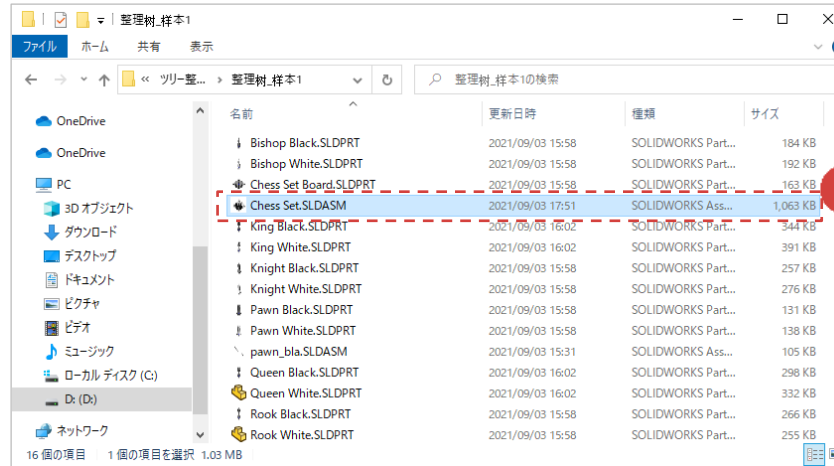 整理树_样本1
ファイル ホーム 共有 表示
« ツリー整... › 整理树_样本1 整理树_样本1の検索
名前 更新日時 種類 サイズ
OneDrive
OneDrive
PC
3D オブジェクト
ダウンロード
デスクトップ
ドキュメント
ピクチャ
ビデオ
ミュージック
ローカル ディスク (C:)
D: (D:)
ネットワーク
Bishop Black.SLDPRT 2021/09/03 15:58 SOLIDWORKS Part... 184 KB
Bishop White.SLDPRT 2021/09/03 15:58 SOLIDWORKS Part... 192 KB
Chess Set Board.SLDPRT 2021/09/03 15:58 SOLIDWORKS Part... 163 KB
Chess Set.SLDASM 2021/09/03 17:51 SOLIDWORKS Ass... 1,063 KB
King Black.SLDPRT 2021/09/03 16:02 SOLIDWORKS Part... 344 KB
King White.SLDPRT 2021/09/03 16:02 SOLIDWORKS Part... 391 KB
Knight Black.SLDPRT 2021/09/03 15:58 SOLIDWORKS Part... 257 KB
Knight White.SLDPRT 2021/09/03 15:58 SOLIDWORKS Part... 276 KB
Pawn Black.SLDPRT 2021/09/03 15:58 SOLIDWORKS Part... 131 KB
Pawn White.SLDPRT 2021/09/03 15:58 SOLIDWORKS Part... 138 KB
pawn_bla.SLDASM 2021/09/03 15:31 SOLIDWORKS Ass... 105 KB
Queen Black.SLDPRT 2021/09/03 16:02 SOLIDWORKS Part... 298 KB
Queen White.SLDPRT 2021/09/03 16:02 SOLIDWORKS Part... 332 KB
Rook Black.SLDPRT 2021/09/03 15:58 SOLIDWORKS Part... 266 KB
Rook White.SLDPRT 2021/09/03 15:58 SOLIDWORKS Part... 255 KB
16 個の項目 1 個の項目を選択 1.03 MB